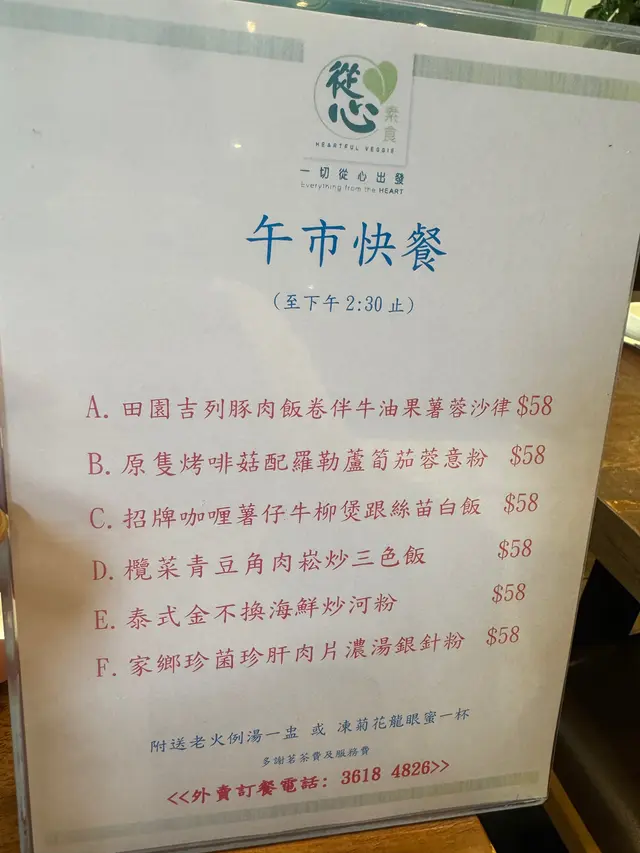 從心
素食
HEARTFUL VEGGIE
一切從心出發
Everything from the HEART
午市快餐
(至下午 2:30 止)
A. 田園吉列豚肉飯卷伴牛油果薯蓉沙律 $58
B. 原隻烤啡菇配羅勒蘆筍茄蓉意粉 $58
C. 招牌咖喱薯仔牛柳煲跟絲苗白飯 $58
D. 欖菜青豆角肉崧炒三色飯 $58
E. 泰式金不換海鮮炒河粉 $58
F. 家鄉珍菌珍肝肉片濃湯銀針粉 $58
附送老火例湯一盅 或 凍菊花龍眼蜜一杯
多謝茗茶費及服務費
<<外賣訂餐電話: 3618 4826>>